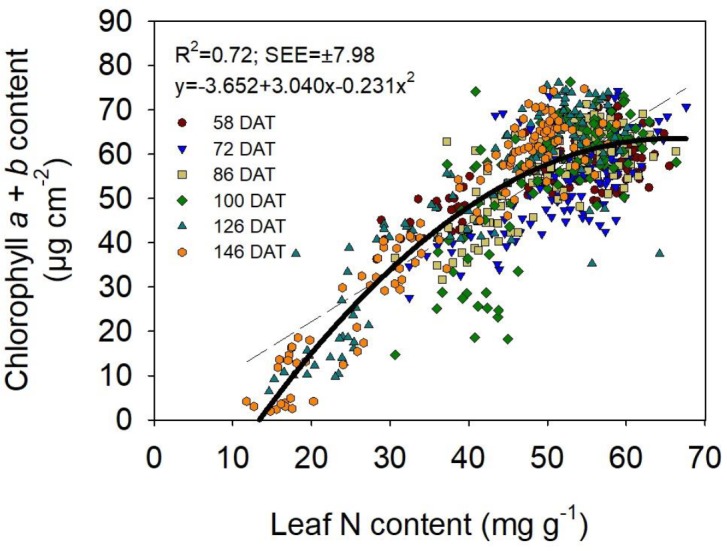 90
80
70
60
50
40
30
20
10
0
Chlorophyll a + b content
(µg cm⁻²)
R²=0.72; SEE=±7.98
y=-3.652+3.040x-0.231x²
58 DAT
72 DAT
86 DAT
100 DAT
126 DAT
146 DAT
0 10 20 30 40 50 60 70
Leaf N content (mg g⁻¹)